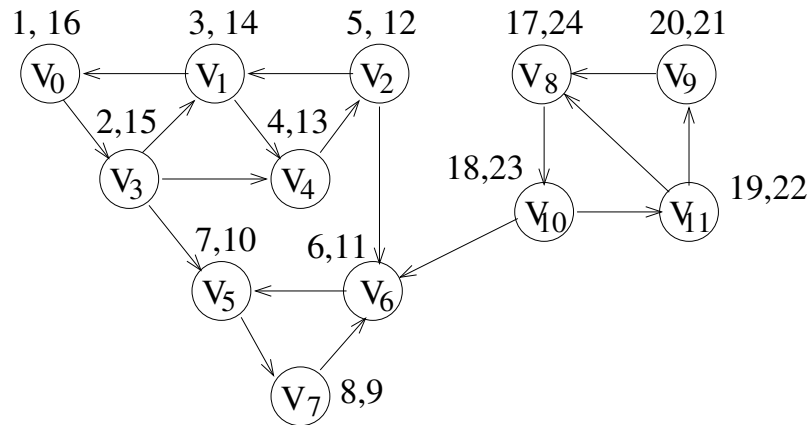 1, 16 3, 14 5, 12 17,24 20,21
V0 V1 V2 V8 V9
2,15 4,13
V3 V4 18,23 19,22
V10 V11
7,10 6,11
V5 V6
V7 8,9